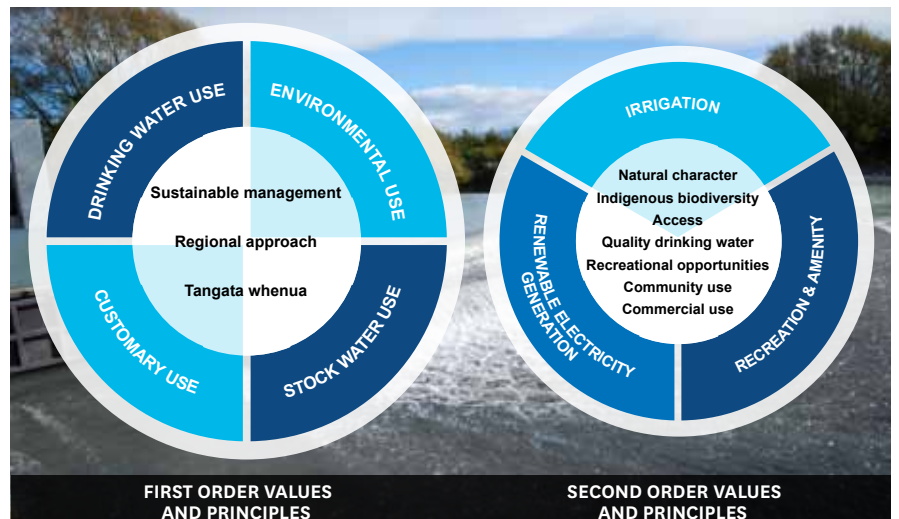 DRINKING WATER USE
ENVIRONMENTAL USE
Sustainable management
Regional approach
Tangata whenua
CUSTOMARY USE
STOCK WATER USE
FIRST ORDER VALUES
AND PRINCIPLES
IRRIGATION
Natural character
Indigenous biodiversity
Access
Quality drinking water
Recreational opportunities
Community use
Commercial use
RENEWABLE ELECTRICITY
GENERATION
RECREATION & AMENITY
SECOND ORDER VALUES
AND PRINCIPLES